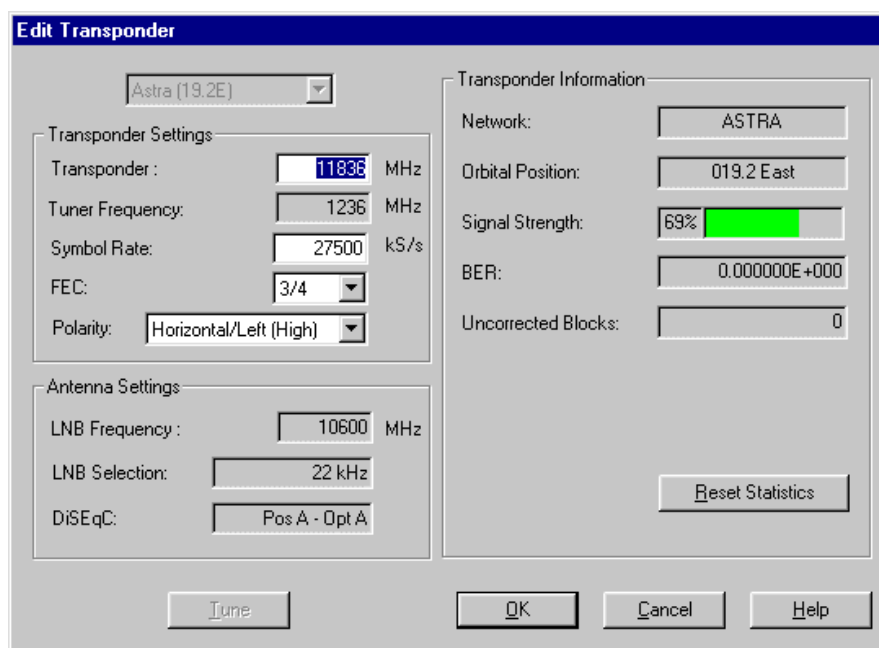 Edit Transponder
Astra (19.2E)
Transponder Settings
Transponder : 11836 MHz
Tuner Frequency: 1236 MHz
Symbol Rate: 27500 kS/s
FEC: 3/4
Polarity: Horizontal/Left (High)
Antenna Settings
LNB Frequency : 10600 MHz
LNB Selection: 22 kHz
DiSEqC: Pos A - Opt A
Transponder Information
Network: ASTRA
Orbital Position: 019.2 East
Signal Strength: 69%
BER: 0.000000E+000
Uncorrected Blocks: 0
Reset Statistics
Tune
OK
Cancel
Help